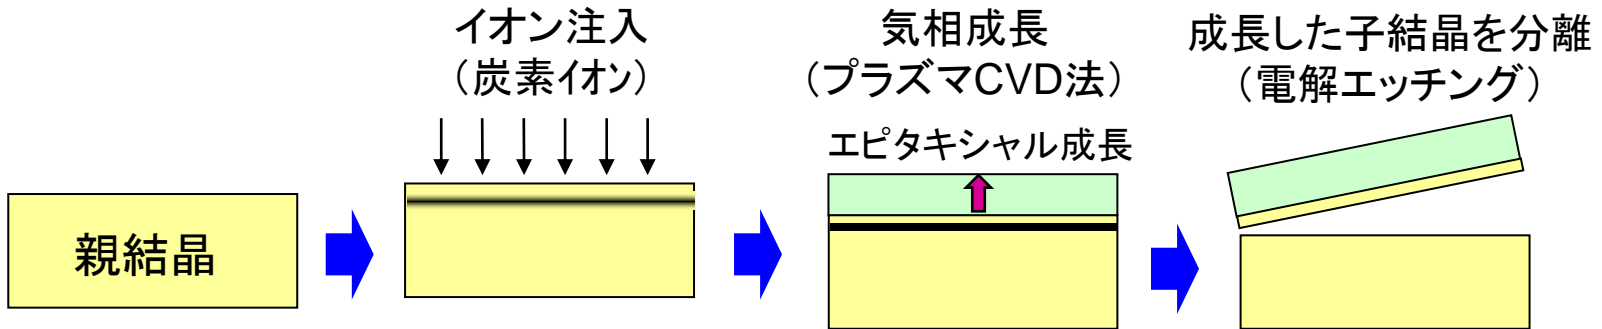 イオン注入
（炭素イオン）
気相成長
（プラズマCVD法）
エピタキシャル成長
成長した子結晶を分離
（電解エッチング）
親結晶